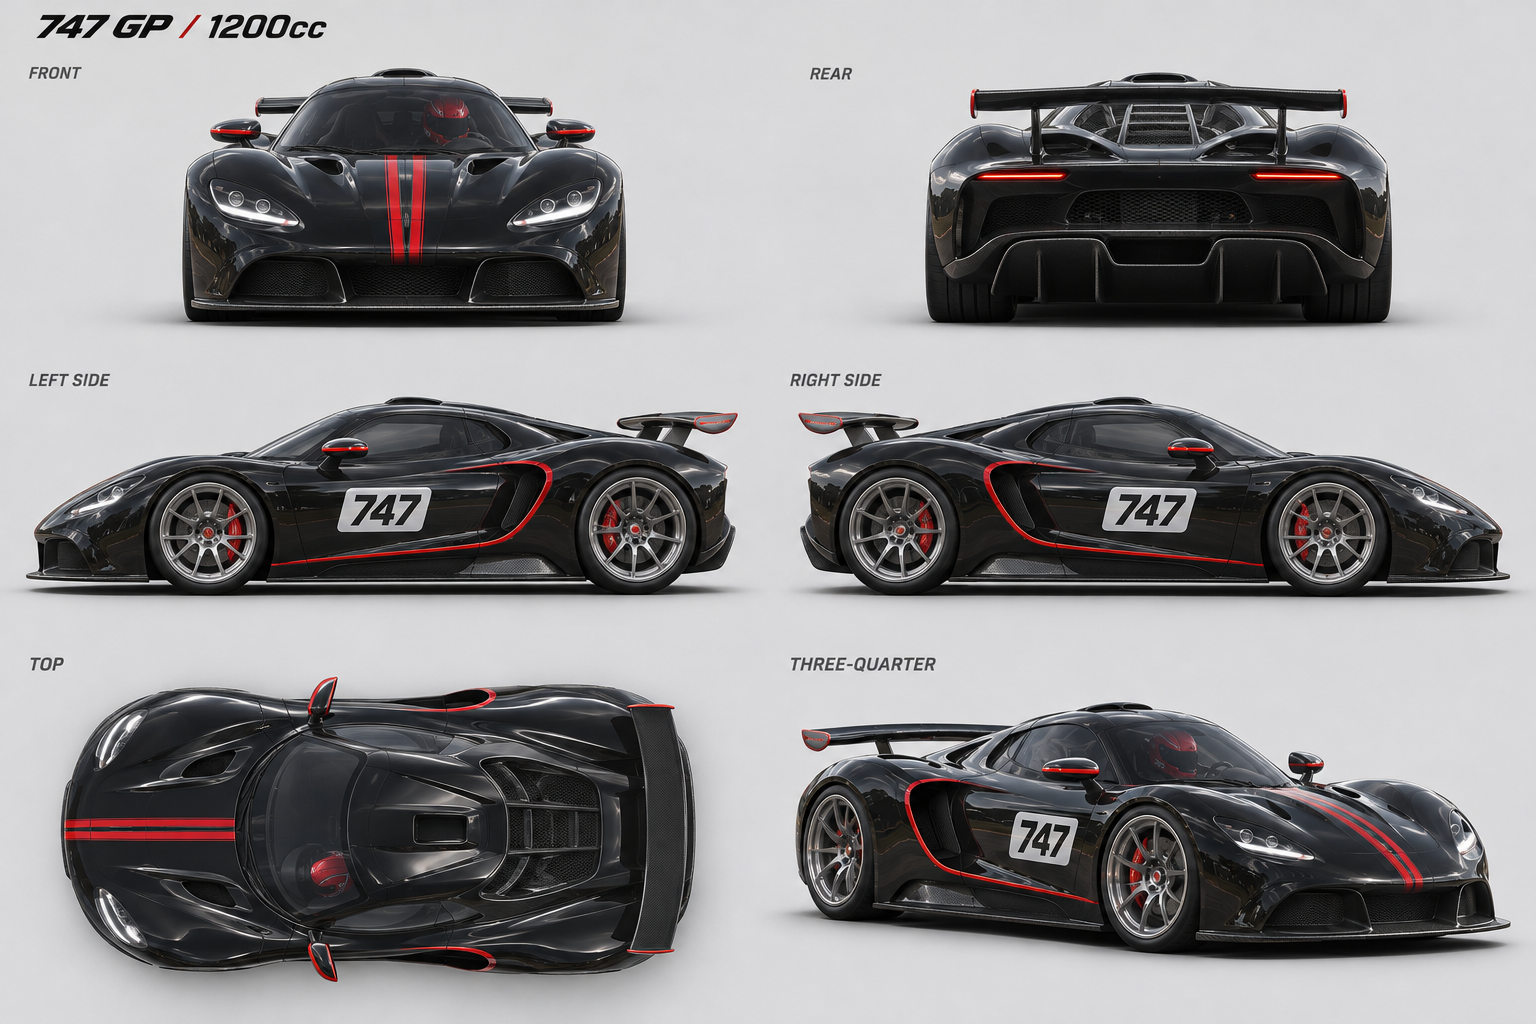 747 GP / 1200cc
FRONT
REAR
LEFT SIDE
RIGHT SIDE
747
747
TOP
THREE-QUARTER
747